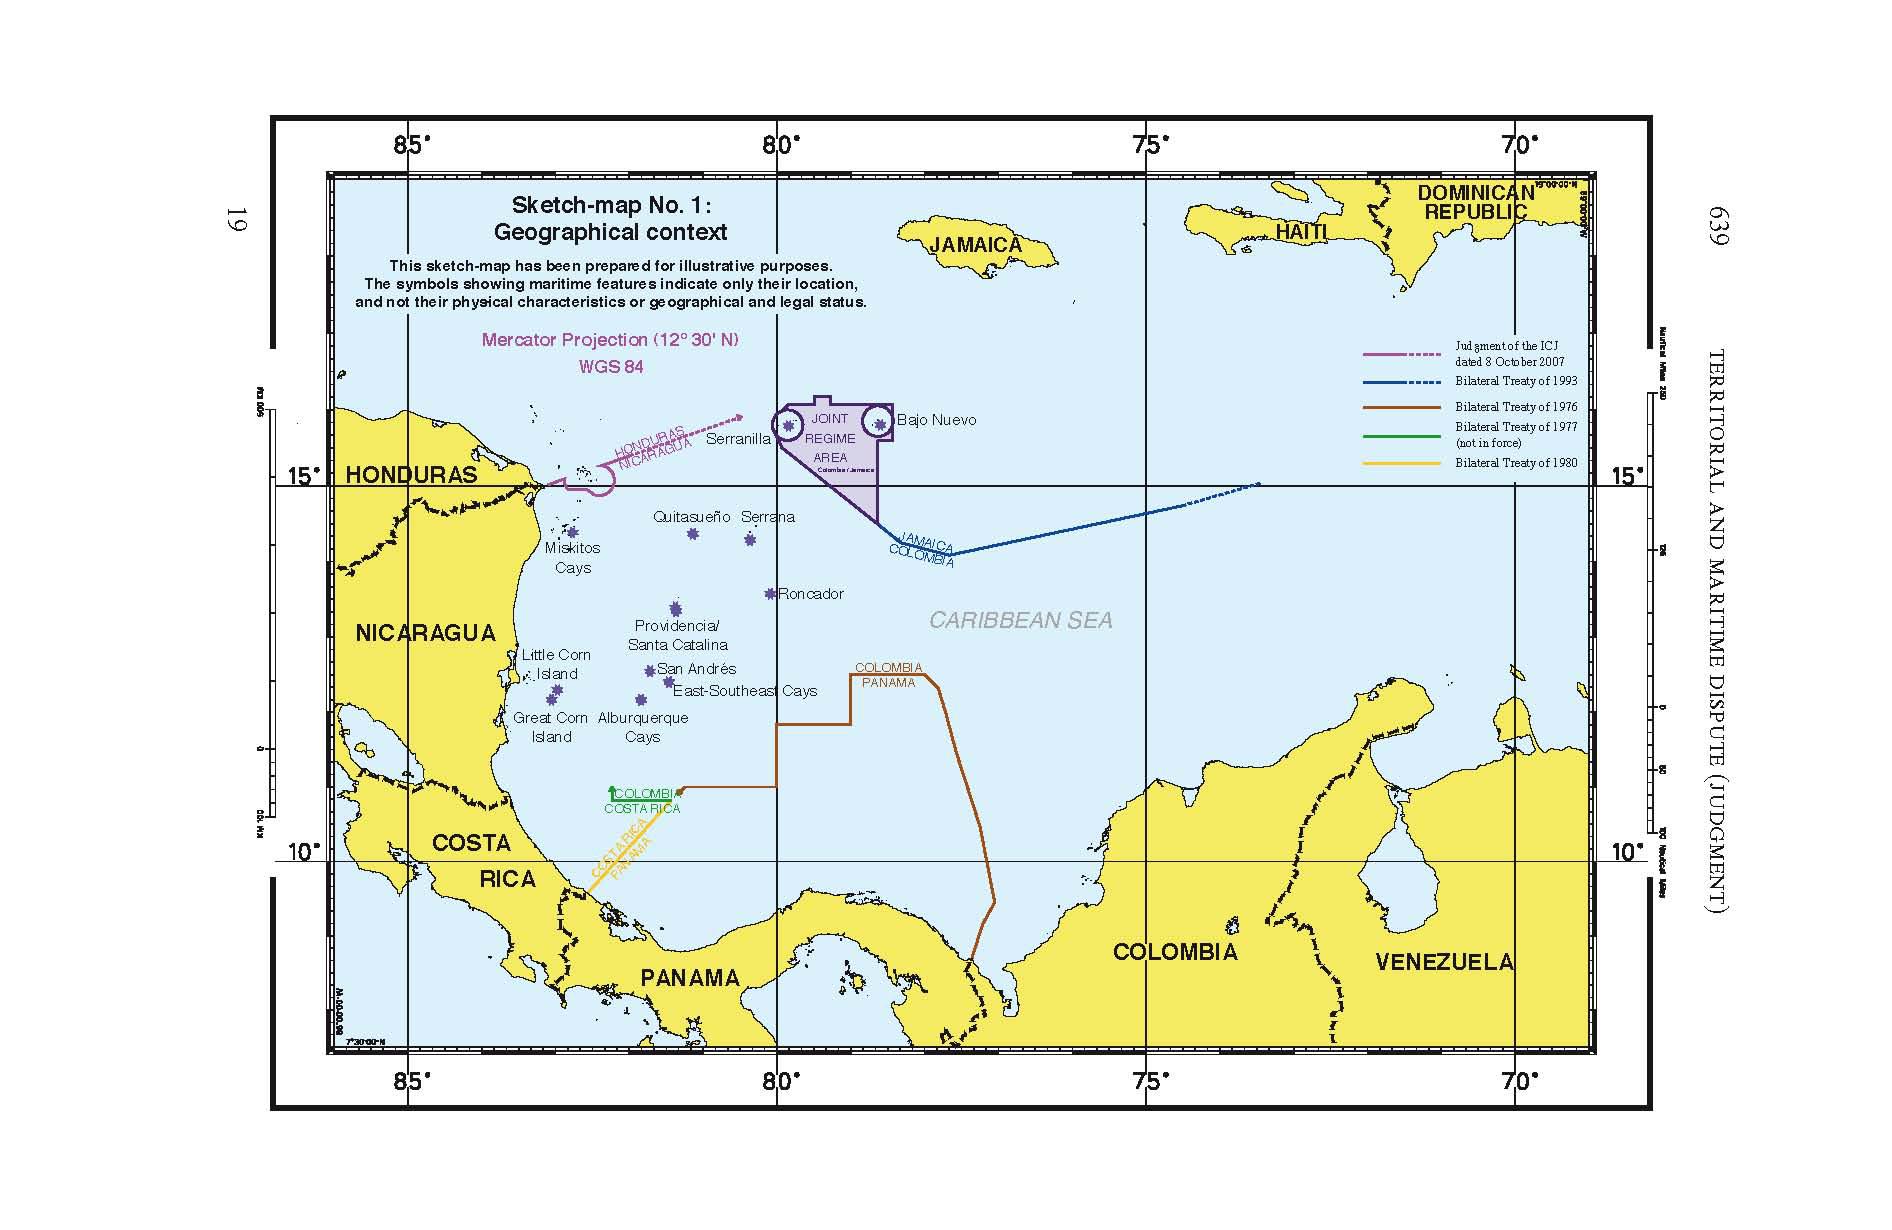 19
639
TERRITORIAL AND MARITIME DISPUTE (JUDGMENT)
85°
80°
75°
70°
Sketch-map No. 1:
Geographical context
This sketch-map has been prepared for illustrative purposes.
The symbols showing maritime features indicate only their location,
and not their physical characteristics or geographical and legal status.
Mercator Projection (12° 30' N)
WGS 84
JAMAICA
HAITI
DOMINICAN
REPUBLIC
Judgment of the ICJ
dated 8 October 2007
Bilateral Treaty of 1993
Bilateral Treaty of 1976
Bilateral Treaty of 1977
(not in force)
Bilateral Treaty of 1980
HONDURAS
NICARAGUA
Serranilla
JOINT
REGIME
AREA
Colombia/Jamaica
Bajo Nuevo
15°
HONDURAS
15°
Quitasueño
Serrana
JAMAICA
COLOMBIA
Miskitos
Cays
Roncador
CARIBBEAN SEA
NICARAGUA
Providencia/
Santa Catalina
Little Corn
Island
San Andrés
East-Southeast Cays
COLOMBIA
PANAMA
Great Corn
Island
Alburquerque
Cays
COLOMBIA
COSTA RICA
COSTA RICA
PANAMA
10°
COSTA
RICA
10°
PANAMA
COLOMBIA
VENEZUELA
7°30'00"N
85°
80°
75°
70°